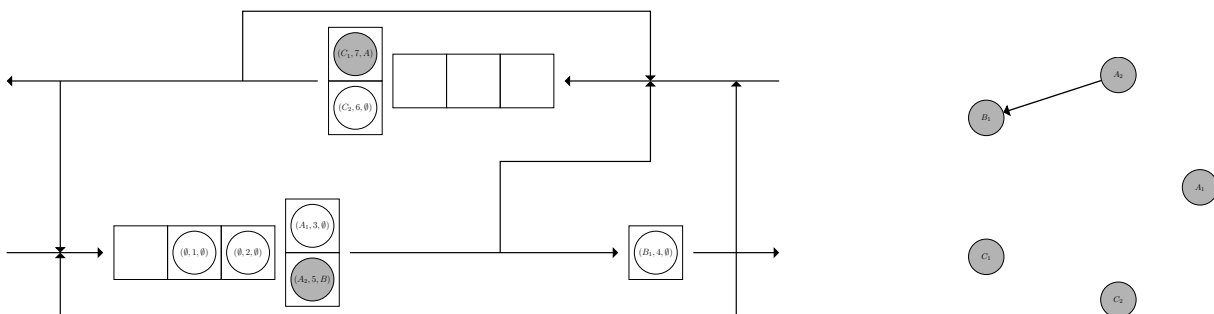 (C₁, 7, A)
(C₂, 6, ∅)
(∅, 1, ∅)
(∅, 2, ∅)
(A₁, 3, ∅)
(A₂, 5, B)
(B₁, 4, ∅)
A₂
B₁
A₁
C₁
C₂